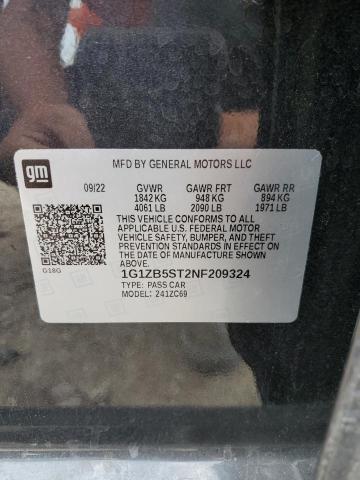 gm
MFD BY GENERAL MOTORS LLC
09/22 GVWR GAWR FRT GAWR RR
1842 KG 948 KG 894 KG
4061 LB 2090 LB 1971 LB
THIS VEHICLE CONFORMS TO ALL
APPLICABLE U.S. FEDERAL MOTOR
VEHICLE SAFETY, BUMPER, AND THEFT
PREVENTION STANDARDS IN EFFECT ON
THE DATE OF MANUFACTURE SHOWN ABOVE.
G18G 1G1ZB5ST2NF209324
TYPE: PASS CAR
MODEL: 241ZC69